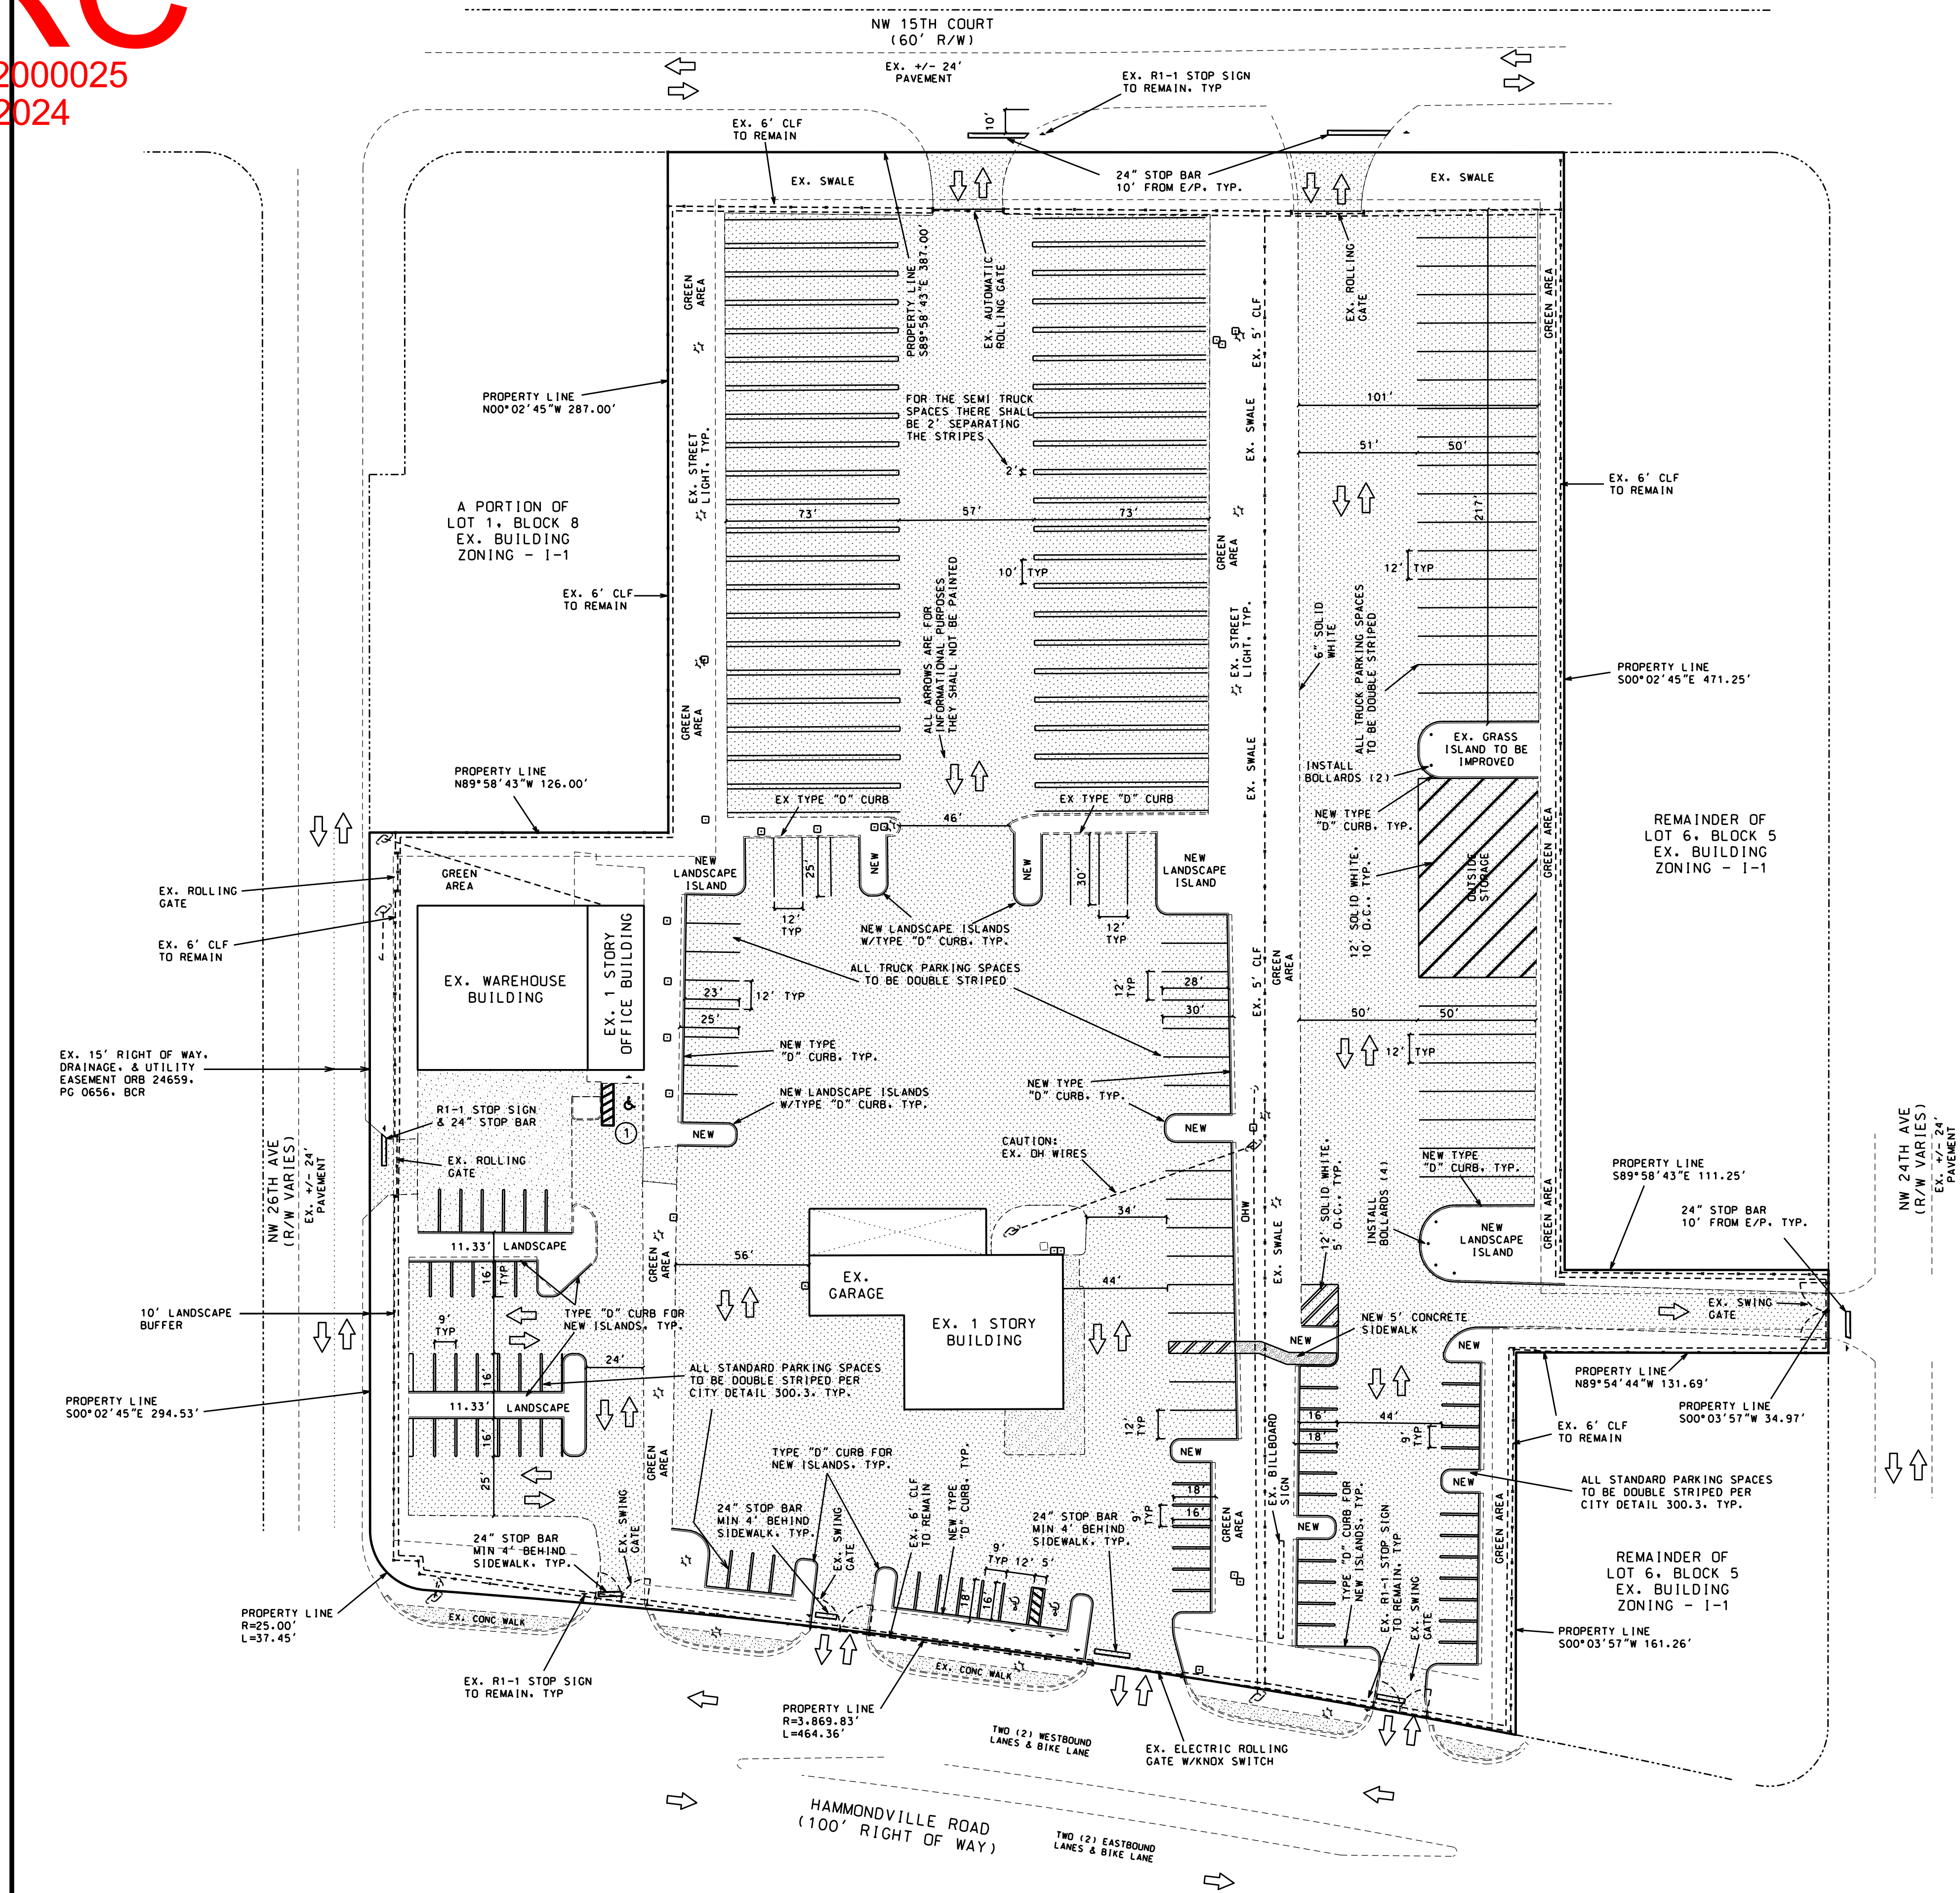 RC
2000025
2024
NW 15TH COURT
(60' R/W)
EX. +/- 24'
PAVEMENT
EX. R1-1 STOP SIGN
TO REMAIN, TYP
10'
EX. 6' CLF
TO REMAIN
EX. SWALE
24" STOP BAR
10' FROM E/P. TYP.
EX. SWALE
PROPERTY LINE
S89°58'43"E 387.00'
EX. AUTOMATIC
ROLLING GATE
EX. ROLLING
GATE
GREEN
AREA
EX. 5' CLF
GREEN AREA
PROPERTY LINE
N00°02'45"W 287.00'
FOR THE SEMI TRUCK
SPACES THERE SHALL
BE 2' SEPARATING
THE STRIPES
2'
EX. SWALE
101'
51'
50'
217'
EX. 6' CLF
TO REMAIN
EX. STREET
LIGHT. TYP.
A PORTION OF
LOT 1, BLOCK 8
EX. BUILDING
ZONING - I-1
73'
57'
73'
GREEN
AREA
10' TYP
12' TYP
EX. 6' CLF
TO REMAIN
ALL ARROWS ARE FOR
INFORMATIONAL PURPOSES
THEY SHALL NOT BE PAINTED
EX. STREET
LIGHT. TYP.
6" SOLID
WHITE
ALL TRUCK PARKING SPACES
TO BE DOUBLE STRIPED
PROPERTY LINE
S00°02'45"E 471.25'
GREEN
AREA
EX. SWALE
EX. GRASS
ISLAND TO BE
IMPROVED
INSTALL
BOLLARDS (2)
PROPERTY LINE
N89°58'43"W 126.00'
EX TYPE "D" CURB
EX TYPE "D" CURB
46'
NEW TYPE
"D" CURB. TYP.
REMAINDER OF
LOT 6, BLOCK 5
EX. BUILDING
ZONING - I-1
GREEN
AREA
NEW
LANDSCAPE
ISLAND
25'
NEW
NEW
30'
NEW
LANDSCAPE
ISLAND
GREEN AREA
OUTSIDE
STORAGE
12' SOLID WHITE,
10' O.C., TYP.
EX. ROLLING
GATE
EX. 6' CLF
TO REMAIN
12'
TYP
12'
TYP
NEW LANDSCAPE ISLANDS
W/TYPE "D" CURB. TYP.
EX. WAREHOUSE
BUILDING
EX. 1 STORY
OFFICE BUILDING
ALL TRUCK PARKING SPACES
TO BE DOUBLE STRIPED
EX. 5' CLF
GREEN
AREA
23'
12' TYP
25'
12'
TYP
28'
30'
50'
50'
12' TYP
EX. 15' RIGHT OF WAY,
DRAINAGE, & UTILITY
EASEMENT ORB 24659,
PG 0656, BCR
NEW TYPE
"D" CURB. TYP.
NEW TYPE
"D" CURB. TYP.
NEW LANDSCAPE ISLANDS
W/TYPE "D" CURB. TYP.
R1-1 STOP SIGN
& 24" STOP BAR
1
NEW
NEW
EX. ROLLING
GATE
CAUTION:
EX. OH WIRES
NW 26TH AVE
(R/W VARIES)
EX. +/- 24'
PAVEMENT
NEW TYPE
"D" CURB. TYP.
INSTALL
BOLLARDS (4)
NEW
LANDSCAPE
ISLAND
GREEN AREA
PROPERTY LINE
S89°58'43"E 111.25'
24" STOP BAR
10' FROM E/P. TYP.
NW 24TH AVE
(R/W VARIES)
EX. +/- 24'
PAVEMENT
OHW
EX. SWALE
12' SOLID WHITE,
5' O.C., TYP.
34'
11.33' LANDSCAPE
16'
TYP
GREEN
AREA
56'
EX.
GARAGE
44'
EX. 1 STORY
BUILDING
10' LANDSCAPE
BUFFER
9'
TYP
TYPE "D" CURB FOR
NEW ISLANDS. TYP.
NEW 5' CONCRETE
SIDEWALK
NEW
NEW
EX. SWING
GATE
PROPERTY LINE
N89°54'44"W 131.69'
PROPERTY LINE
S00°03'57"W 34.97'
24'
16'
ALL STANDARD PARKING SPACES
TO BE DOUBLE STRIPED PER
CITY DETAIL 300.3. TYP.
PROPERTY LINE
S00°02'45"E 294.53'
11.33' LANDSCAPE
16'
25'
GREEN
AREA
12'
TYP
NEW
16'
18'
44'
9'
TYP
EX. 6' CLF
TO REMAIN
NEW
ALL STANDARD PARKING SPACES
TO BE DOUBLE STRIPED PER
CITY DETAIL 300.3. TYP.
TYPE "D" CURB FOR
NEW ISLANDS. TYP.
EX. BILLBOARD
SIGN
18'
16'
9'
TYP
GREEN
AREA
NEW
GREEN AREA
24" STOP BAR
MIN 4' BEHIND
SIDEWALK. TYP.
EX. SWING
GATE
24" STOP BAR
MIN 4' BEHIND
SIDEWALK. TYP.
EX. SWING
GATE
EX. 6' CLF
TO REMAIN
NEW TYPE
"D" CURB. TYP.
24" STOP BAR
MIN 4' BEHIND
SIDEWALK. TYP.
9'
TYP
12'
5'
18'
16'
TYPE "D" CURB FOR
NEW ISLANDS. TYP.
EX. R1-1 STOP SIGN
TO REMAIN, TYP
EX. SWING
GATE
REMAINDER OF
LOT 6, BLOCK 5
EX. BUILDING
ZONING - I-1
PROPERTY LINE
R=25.00'
L=37.45'
EX. CONC WALK
EX. R1-1 STOP SIGN
TO REMAIN, TYP
EX. CONC WALK
PROPERTY LINE
S00°03'57"W 161.26'
PROPERTY LINE
R=3,869.83'
L=464.36'
TWO (2) WESTBOUND
LANES & BIKE LANE
EX. ELECTRIC ROLLING
GATE W/KNOX SWITCH
HAMMONDVILLE ROAD
(100' RIGHT OF WAY)
TWO (2) EASTBOUND
LANES & BIKE LANE